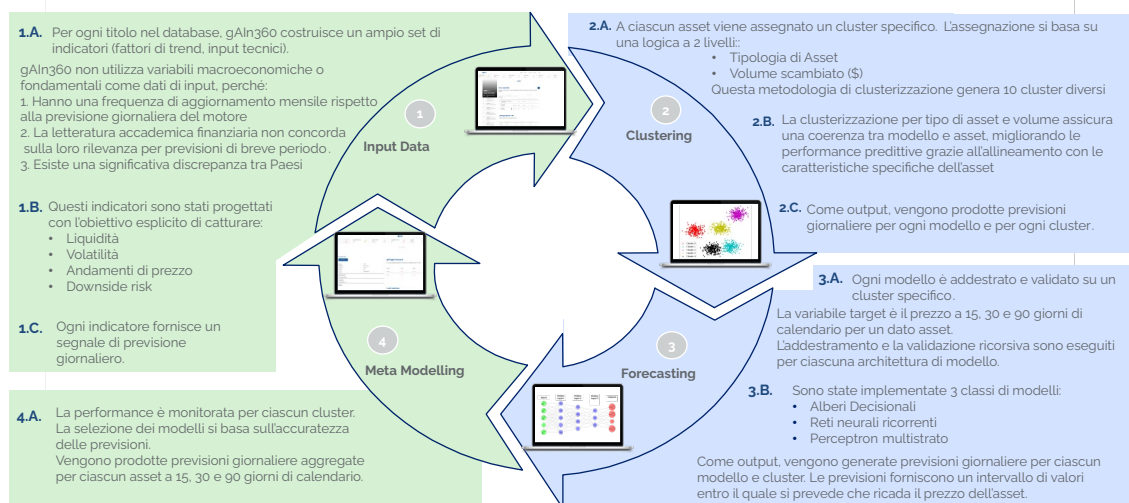 1.A. Per ogni titolo nel database, gAIn360 costruisce un ampio set di
indicatori (fattori di trend, input tecnici).
gAIn360 non utilizza variabili macroeconomiche o
fondamentali come dati di input, perché:
1. Hanno una frequenza di aggiornamento mensile rispetto
alla previsione giornaliera del motore
2. La letteratura accademica finanziaria non concorda
sulla loro rilevanza per previsioni di breve periodo.
3. Esiste una significativa discrepanza tra Paesi
1.B. Questi indicatori sono stati progettati
con l'obiettivo esplicito di catturare:
• Liquidità
• Volatilità
• Andamenti di prezzo
• Downside risk
1.C. Ogni indicatore fornisce un
segnale di previsione
giornaliero.
1
Input Data
2
Clustering
2.A. A ciascun asset viene assegnato un cluster specifico. L'assegnazione si basa su
una logica a 2 livelli::
• Tipologia di Asset
• Volume scambiato ($)
Questa metodologia di clusterizzazione genera 10 cluster diversi
2.B. La clusterizzazione per tipo di asset e volume assicura
una coerenza tra modello e asset, migliorando le
performance predittive grazie all'allineamento con le
caratteristiche specifiche dell'asset
2.C. Come output, vengono prodotte previsioni
giornaliere per ogni modello e per ogni cluster.
3
Forecasting
3.A. Ogni modello è addestrato e validato su un
cluster specifico.
La variabile target è il prezzo a 15, 30 e 90 giorni di
calendario per un dato asset.
L'addestramento e la validazione ricorsiva sono eseguiti
per ciascuna architettura di modello.
3.B. Sono state implementate 3 classi di modelli:
• Alberi Decisionali
• Reti neurali ricorrenti
• Perceptron multistrato
Come output, vengono generate previsioni giornaliere per ciascun
modello e cluster. Le previsioni forniscono un intervallo di valori
entro il quale si prevede che ricada il prezzo dell'asset.
4
Meta Modelling
4.A. La performance è monitorata per ciascun cluster.
La selezione dei modelli si basa sull'accuratezza
delle previsioni.
Vengono prodotte previsioni giornaliere aggregate
per ciascun asset a 15, 30 e 90 giorni di calendario.